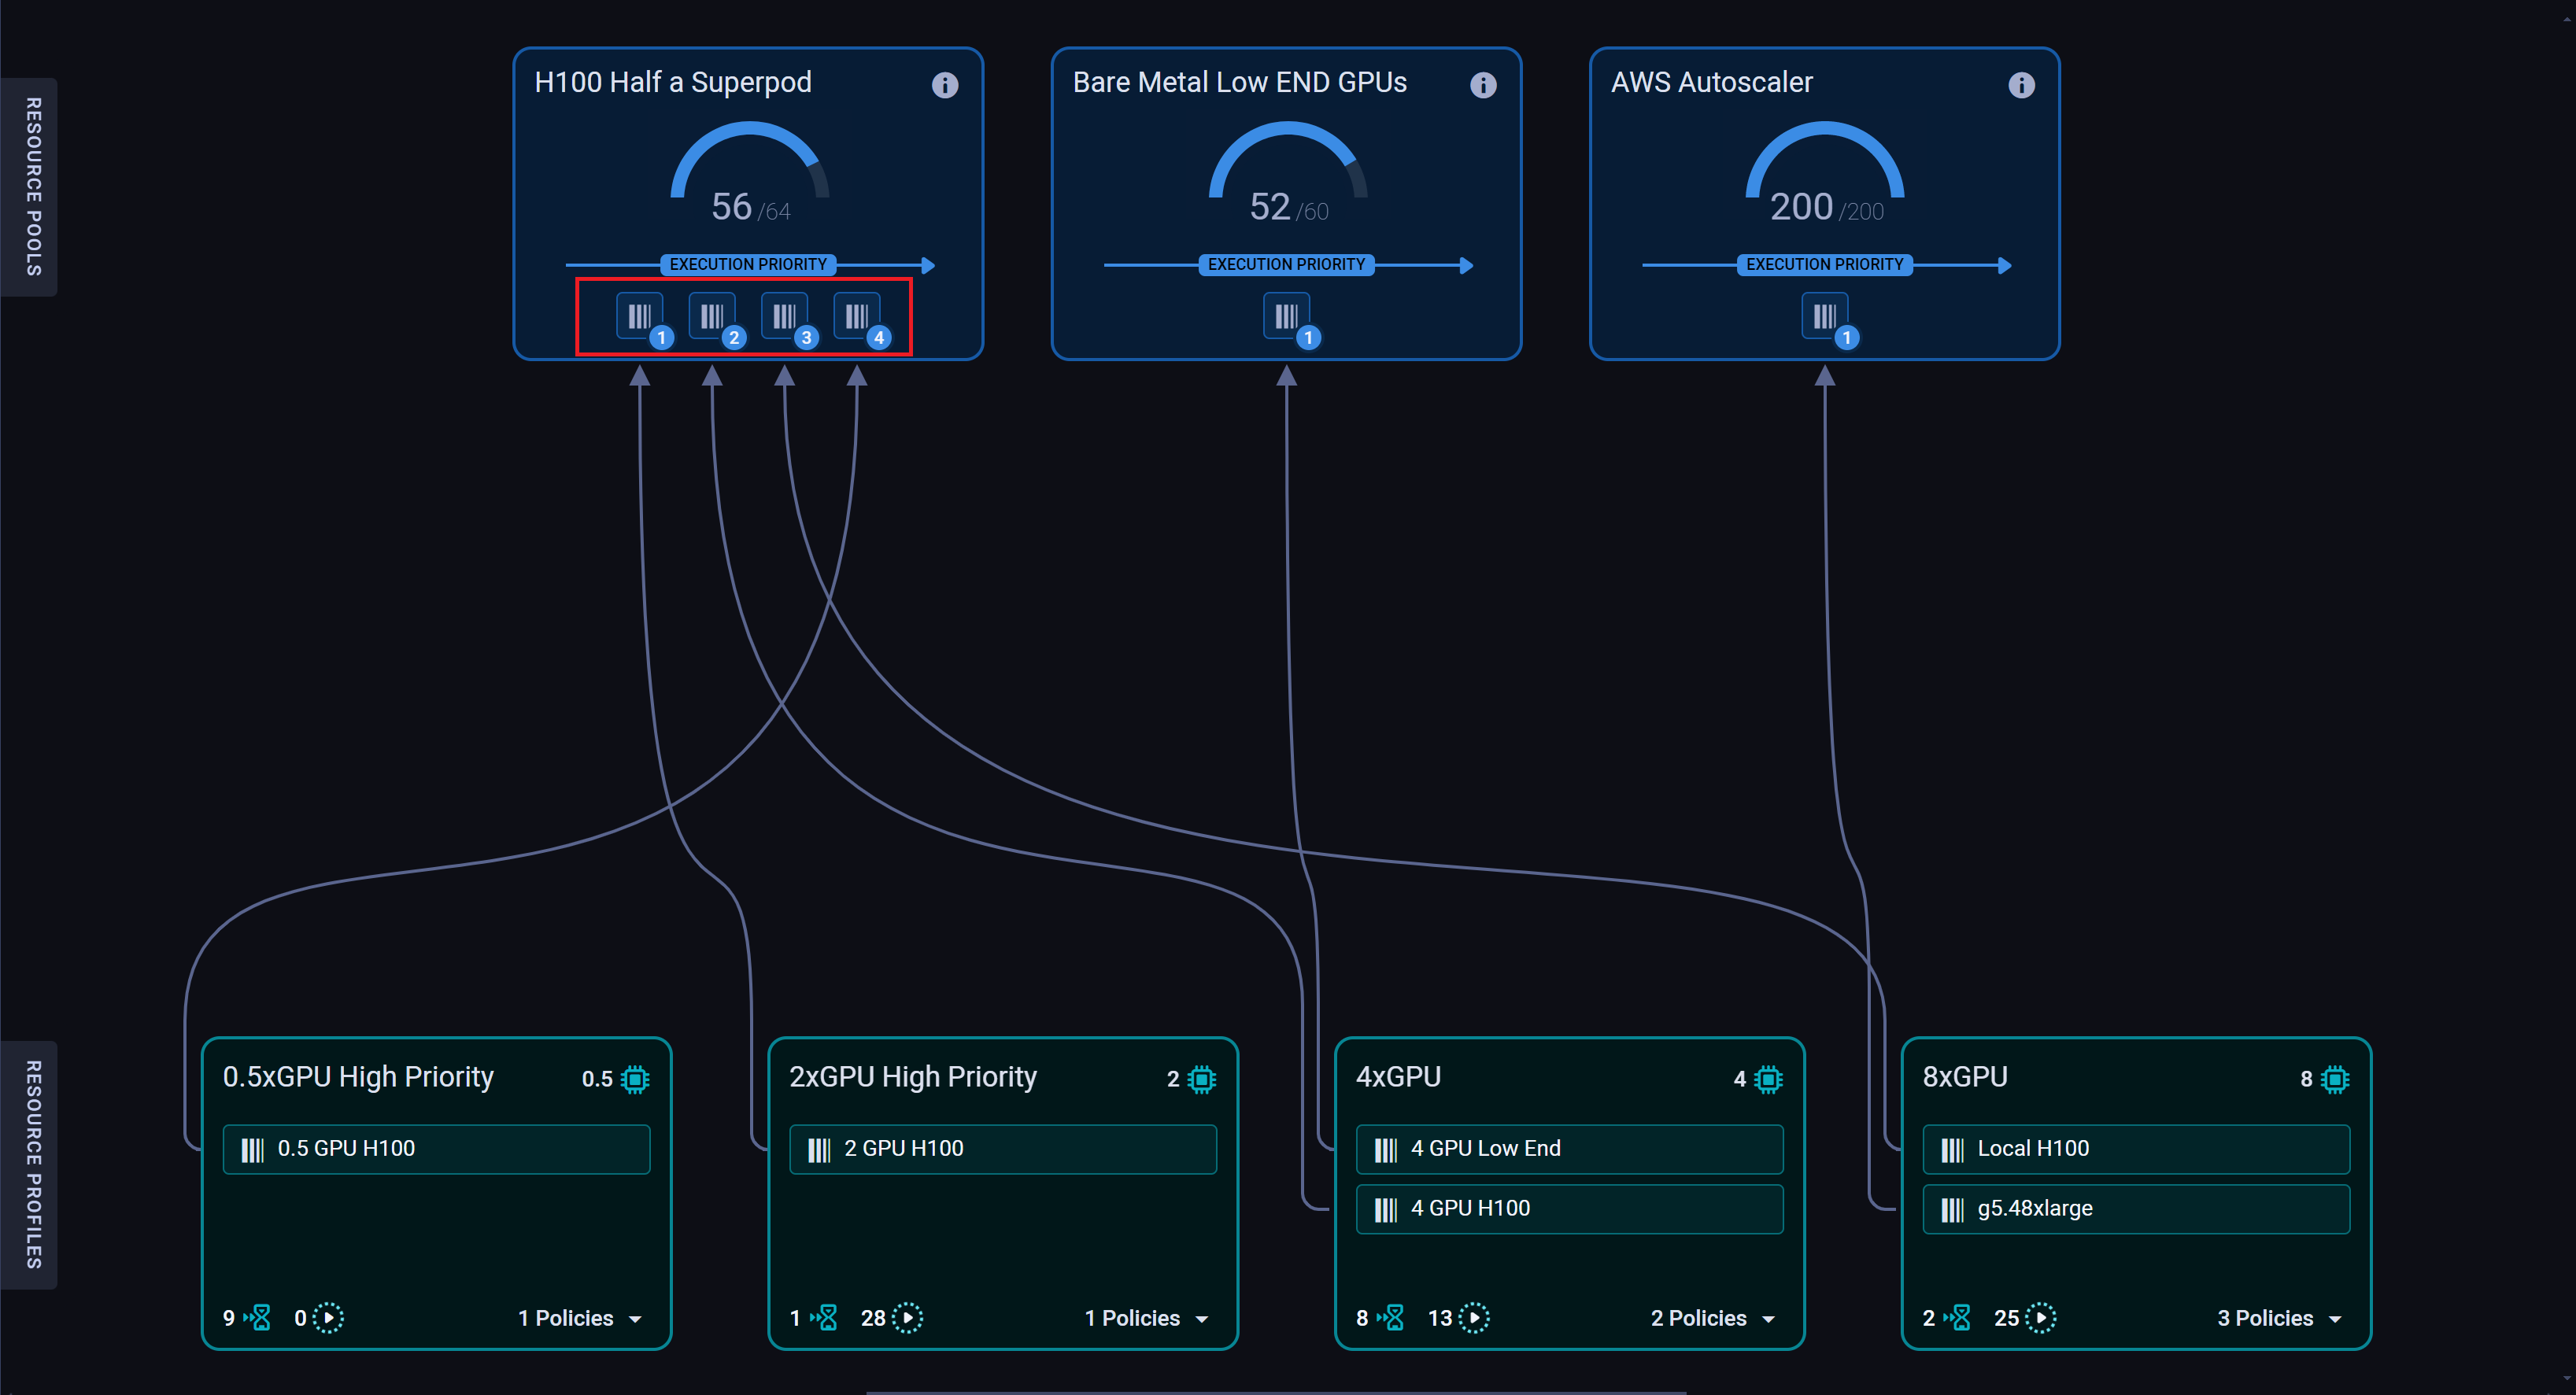 RESOURCE POOLS
H100 Half a Superpod
56 /64
EXECUTION PRIORITY
1 2 3 4
Bare Metal Low END GPUs
52 /60
EXECUTION PRIORITY
1
AWS Autoscaler
200 /200
EXECUTION PRIORITY
1
RESOURCE PROFILES
0.5xGPU High Priority 0.5
0.5 GPU H100
9 0 1 Policies
2xGPU High Priority 2
2 GPU H100
1 28 1 Policies
4xGPU 4
4 GPU Low End
4 GPU H100
8 13 2 Policies
8xGPU 8
Local H100
g5.48xlarge
2 25 3 Policies